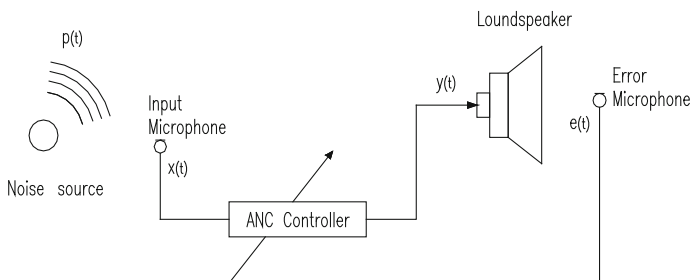 Loundspeaker
p(t)
y(t)
Error
Microphone
Input
Microphone
e(t)
x(t)
Noise source
ANC Controller